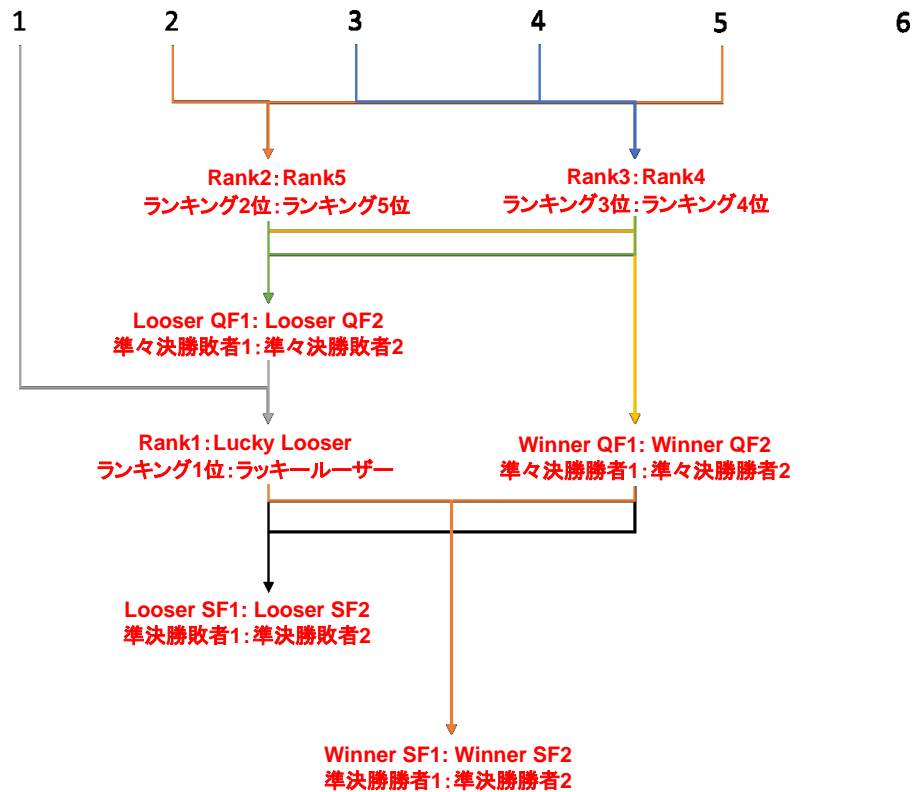 1 2 3 4 5 6
Rank2:Rank5
ランキング2位:ランキング5位
Rank3:Rank4
ランキング3位:ランキング4位
Looser QF1: Looser QF2
準々決勝敗者1:準々決勝敗者2
Rank1:Lucky Looser
ランキング1位:ラッキールーザー
Winner QF1: Winner QF2
準々決勝勝者1:準々決勝勝者2
Looser SF1: Looser SF2
準決勝敗者1:準決勝敗者2
Winner SF1: Winner SF2
準決勝勝者1:準決勝勝者2